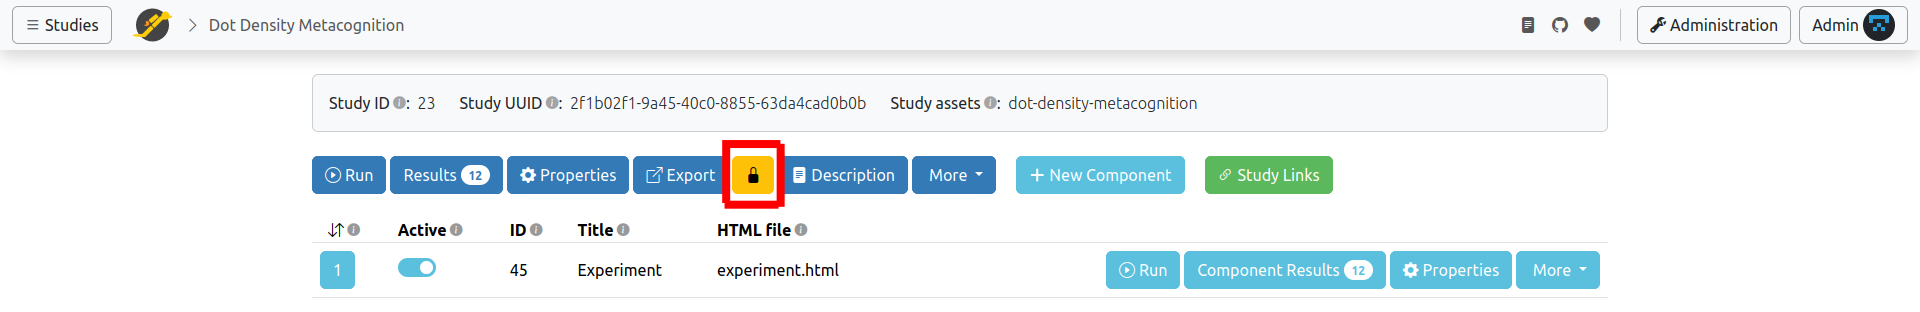 Studies Dot Density Metacognition Administration Admin
Study ID: 23 Study UUID: 2f1b02f1-9a45-40c0-8855-63da4cad0b0b Study assets: dot-density-metacognition
Run Results 12 Properties Export Description More + New Component Study Links
Active ID Title HTML file
1 45 Experiment experiment.html Run Component Results 12 Properties More